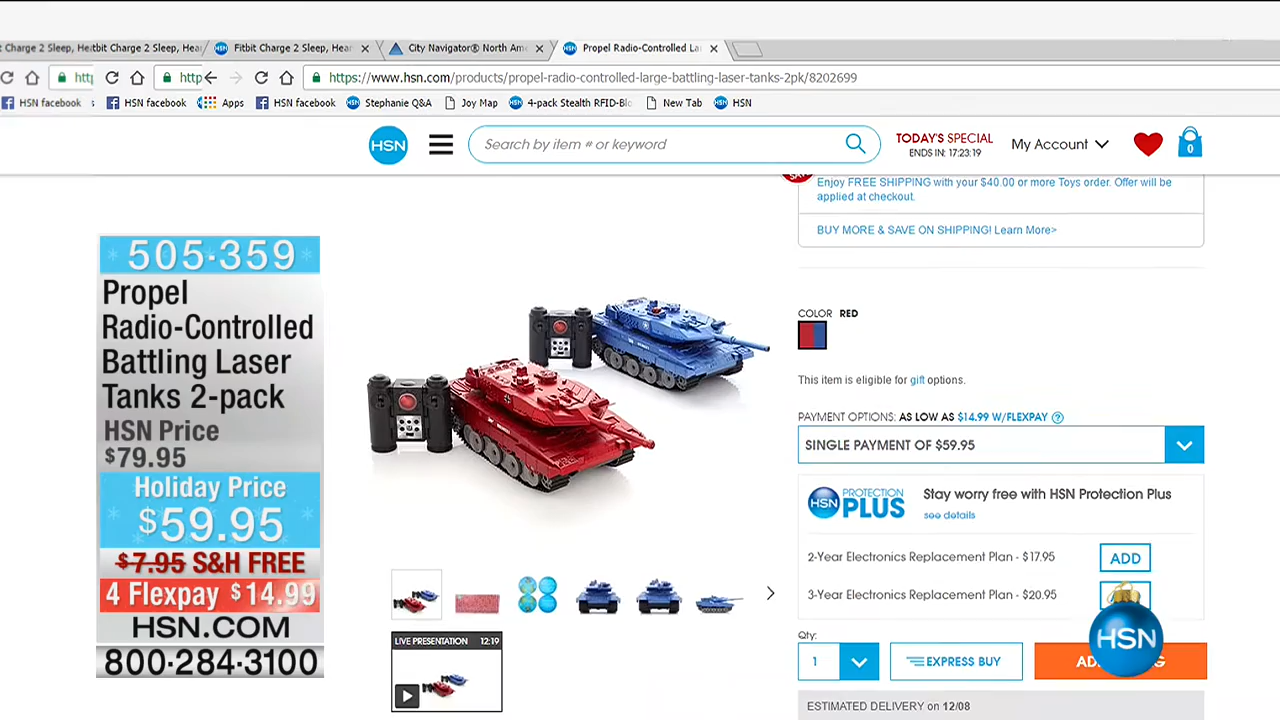 t Charge 2 Sleep, Hea
tbit Charge 2 Sleep, Hea
Fitbit Charge 2 Sleep, Hear
City Navigator® North Ame
Propel Radio-Controlled La
http
http
https://www.hsn.com/products/propel-radio-controlled-large-battling-laser-tanks-2pk/8202699
HSN facebook
HSN facebook
Apps
HSN facebook
Stephanie Q&A
Joy Map
4-pack Stealth RFID-Blo
New Tab
HSN
HSN
Search by item # or keyword
TODAY'S SPECIAL
ENDS IN: 17:23:19
My Account
0
Enjoy FREE SHIPPING with your $40.00 or more Toys order. Offer will be
applied at checkout.
BUY MORE & SAVE ON SHIPPING! Learn More>
505·359
Propel
Radio-Controlled
Battling Laser
Tanks 2-pack
HSN Price
$79.95
Holiday Price
$59.95
$7.95 S&H FREE
4 Flexpay $14.99
HSN.COM
800·284·3100
COLOR RED
This item is eligible for gift options.
PAYMENT OPTIONS: AS LOW AS $14.99 W/FLEXPAY ?
SINGLE PAYMENT OF $59.95
HSN PROTECTION PLUS
Stay worry free with HSN Protection Plus
see details
2-Year Electronics Replacement Plan - $17.95
ADD
3-Year Electronics Replacement Plan - $20.95
LIVE PRESENTATION 12:19
Qty:
1
EXPRESS BUY
HSN
ESTIMATED DELIVERY on 12/08